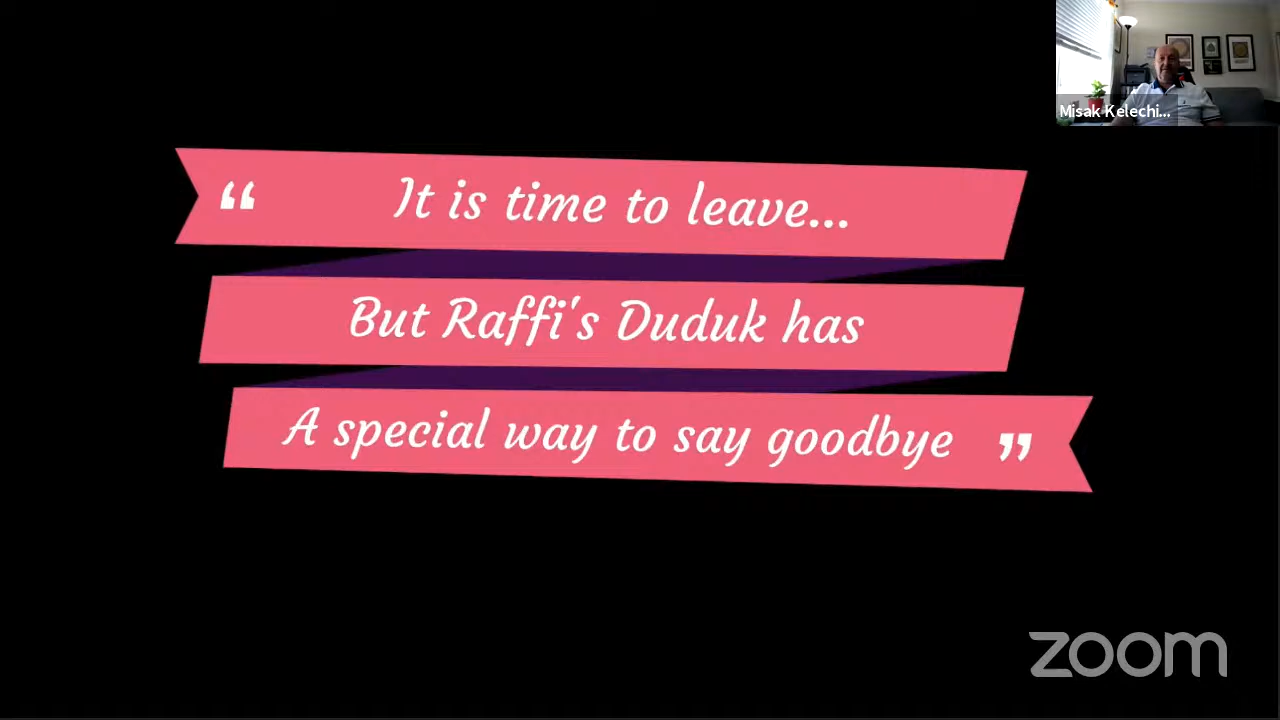 Misak Kelechi...
“ It is time to leave...
But Raffi's Duduk has
A special way to say goodbye ”
zoom